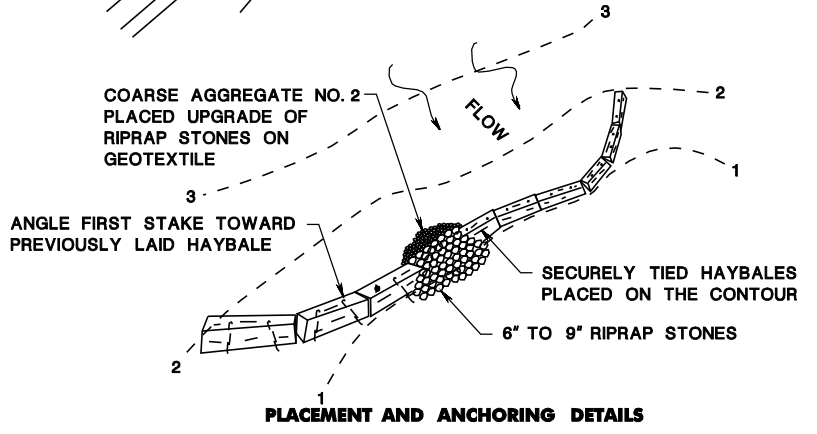 3
COARSE AGGREGATE NO. 2
PLACED UPGRADE OF
RIPRAP STONES ON
GEOTEXTILE
FLOW
2
1
3
ANGLE FIRST STAKE TOWARD
PREVIOUSLY LAID HAYBALE
SECURELY TIED HAYBALES
PLACED ON THE CONTOUR
6" TO 9" RIPRAP STONES
2
1
PLACEMENT AND ANCHORING DETAILS